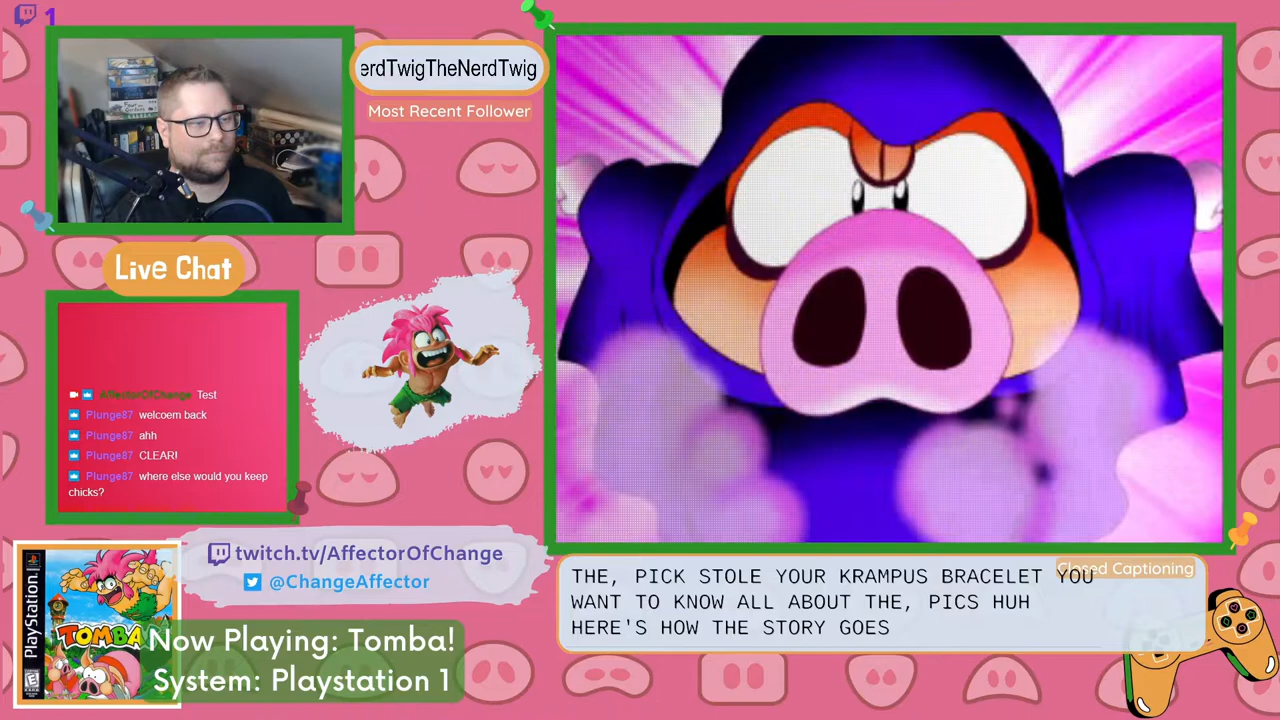 1
erdTwigTheNerdTwig
Most Recent Follower
Live Chat
AffectorOfChange Test
Plunge87 welcoem back
Plunge87 ahh
Plunge87 CLEAR!
Plunge87 where else would you keep
chicks?
twitch.tv/AffectorOfChange
@ChangeAffector
PlayStation
TOMBA!
Now Playing: Tomba!
System: Playstation 1
Closed Captioning
THE, PICK STOLE YOUR KRAMPUS BRACELET YOU
WANT TO KNOW ALL ABOUT THE, PICS HUH
HERE'S HOW THE STORY GOES